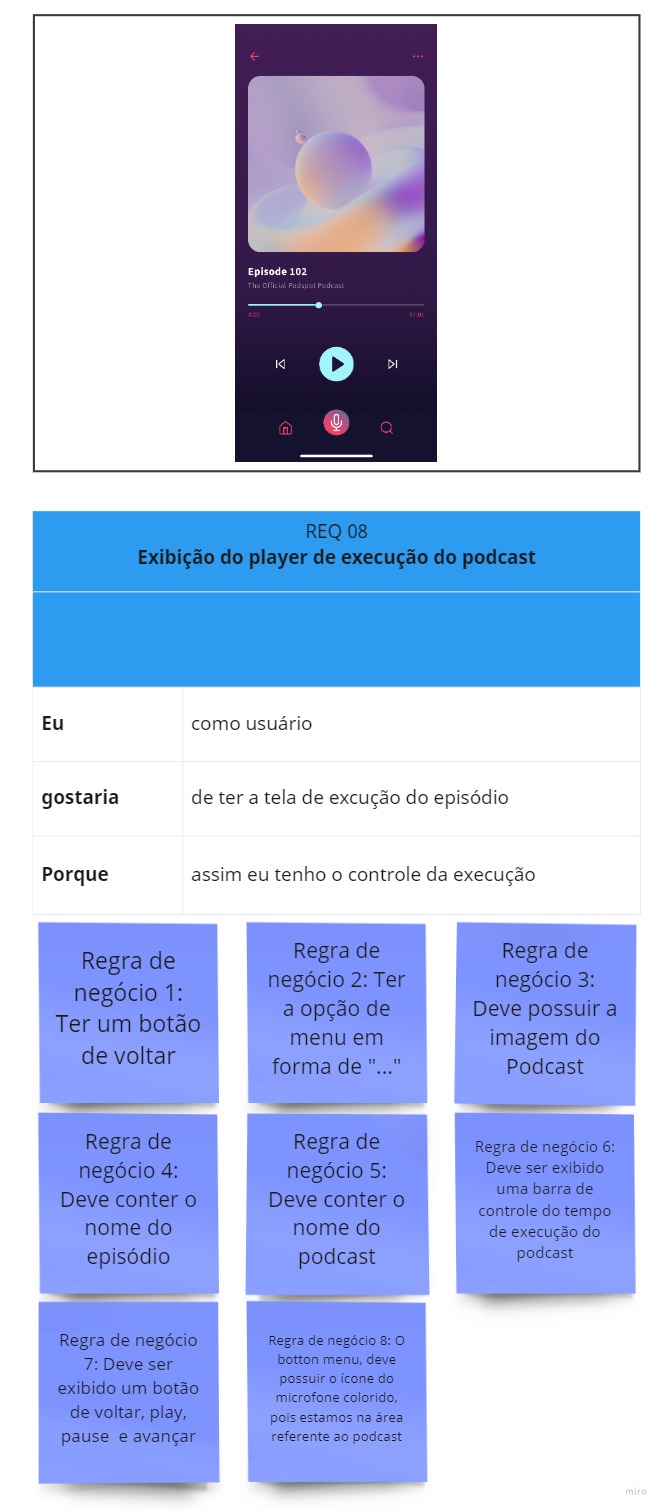 Episode 102
The Official Podspot Podcast
0:00
REQ 08
Exibição do player de execução do podcast
Eu
como usuário
gostaria
de ter a tela de excução do episódio
Porque
assim eu tenho o controle da execução
Regra de
negócio 1:
Ter um botão
de voltar
Regra de
negócio 2: Ter
a opção de
menu em
forma de "..."
Regra de
negócio 3:
Deve possuir a
imagem do
Podcast
Regra de
negócio 4:
Deve conter o
nome do
episódio
Regra de
negócio 5:
Deve conter o
nome do
podcast
Regra de negócio 6:
Deve ser exibido
uma barra de
controle do tempo
de execução do
podcast
Regra de negócio
7: Deve ser
exibido um botão
de voltar, play,
pause e avançar
Regra de negócio 8: O
botton menu, deve
possuir o ícone do
microfone colorido,
pois estamos na área
referente ao podcast
miro